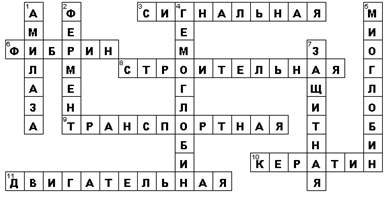 1 АМИЛАЗА
2 ФЕРМЕНТ
3 СИГНАЛЬНАЯ
4 ГЕМОГЛОБИН
5 МИОГЛОБИН
6 ФИБРИН
7 ЗАЩИТНАЯ
8 СТРОИТЕЛЬНАЯ
9 ТРАНСПОРТНАЯ
10 КЕРАТИН
11 ДВИГАТЕЛЬНАЯ